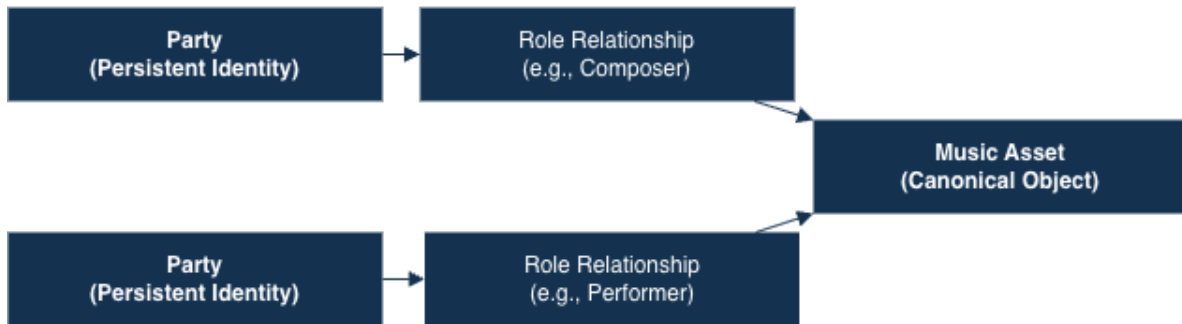 Party
(Persistent Identity)
Role Relationship
(e.g., Composer)
Music Asset
(Canonical Object)
Party
(Persistent Identity)
Role Relationship
(e.g., Performer)